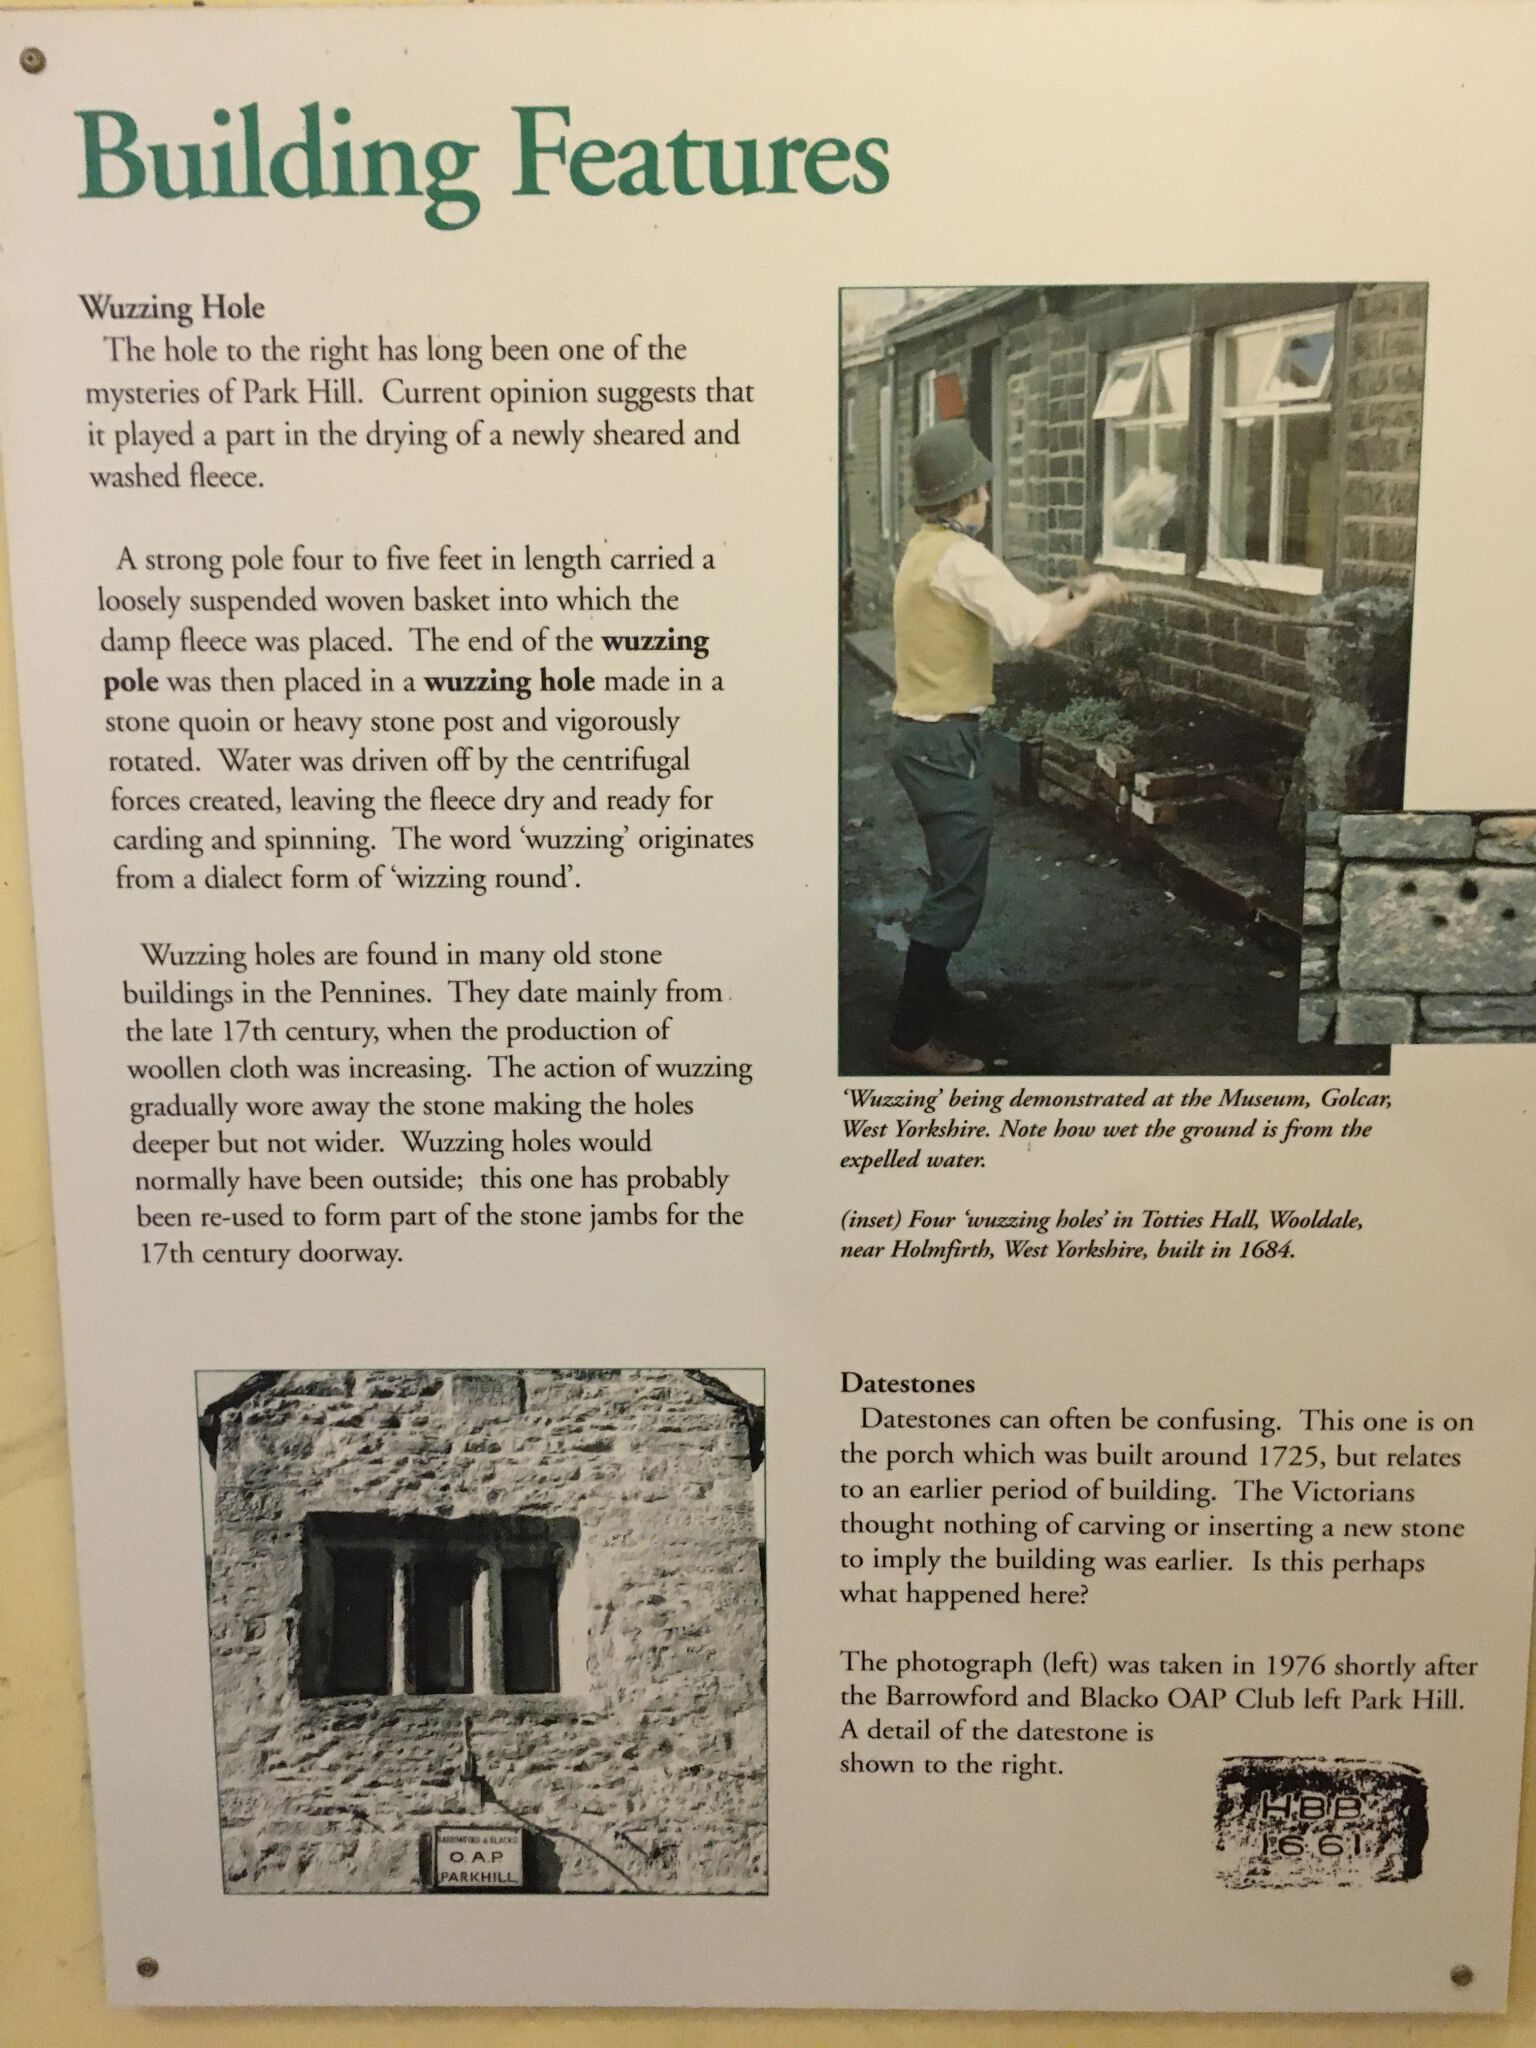 Building Features
Wuzzing Hole
The hole to the right has long been one of the
mysteries of Park Hill. Current opinion suggests that
it played a part in the drying of a newly sheared and
washed fleece.
A strong pole four to five feet in length carried a
loosely suspended woven basket into which the
damp fleece was placed. The end of the wuzzing
pole was then placed in a wuzzing hole made in a
stone quoin or heavy stone post and vigorously
rotated. Water was driven off by the centrifugal
forces created, leaving the fleece dry and ready for
carding and spinning. The word ‘wuzzing’ originates
from a dialect form of ‘wizzing round’.
Wuzzing holes are found in many old stone
buildings in the Pennines. They date mainly from
the late 17th century, when the production of
woollen cloth was increasing. The action of wuzzing
gradually wore away the stone making the holes
deeper but not wider. Wuzzing holes would
normally have been outside; this one has probably
been re-used to form part of the stone jambs for the
17th century doorway.
‘Wuzzing’ being demonstrated at the Museum, Golcar,
West Yorkshire. Note how wet the ground is from the
expelled water.
(inset) Four ‘wuzzing holes’ in Totties Hall, Wooldale,
near Holmfirth, West Yorkshire, built in 1684.
Datestones
Datestones can often be confusing. This one is on
the porch which was built around 1725, but relates
to an earlier period of building. The Victorians
thought nothing of carving or inserting a new stone
to imply the building was earlier. Is this perhaps
what happened here?
The photograph (left) was taken in 1976 shortly after
the Barrowford and Blacko OAP Club left Park Hill.
A detail of the datestone is
shown to the right.
BARROWFORD & BLACKO
O.A.P.
PARKHILL
HBB
1661